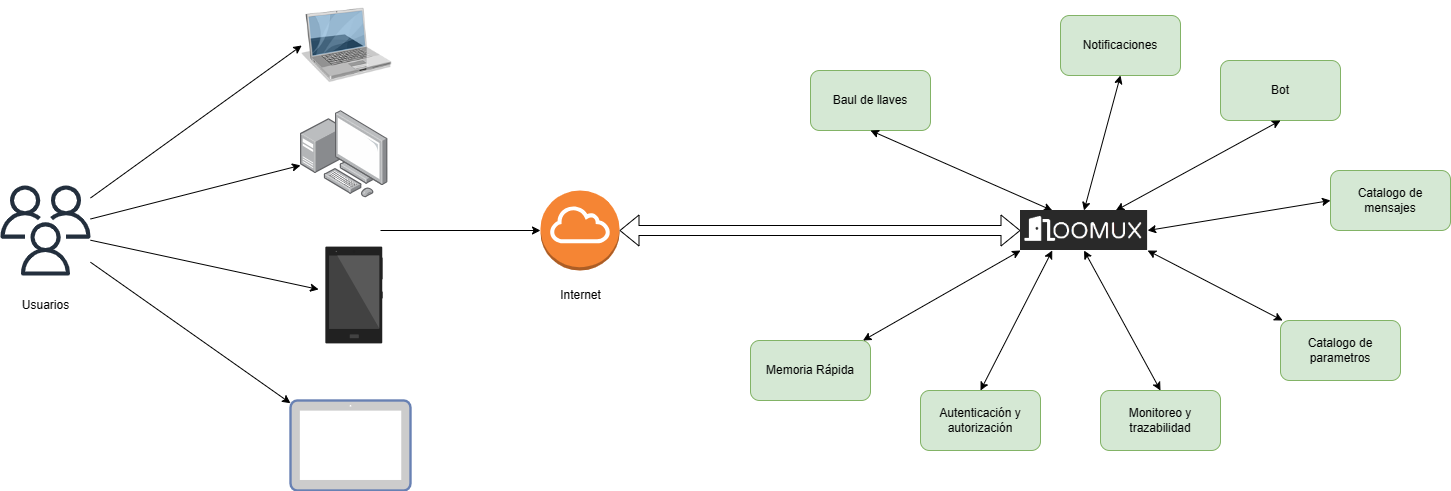 Notificaciones
Bot
Baul de llaves
Catalogo de
mensajes
OOMUX
Usuarios
Internet
Catalogo de
parametros
Memoria Rápida
Autenticación y
autorización
Monitoreo y
trazabilidad